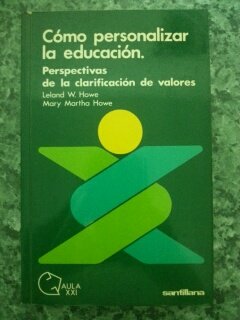 Cómo personalizar
la educación.
Perspectivas
de la clarificación de valores
Leland W. Howe
Mary Martha Howe
AULA
XXI
santillana